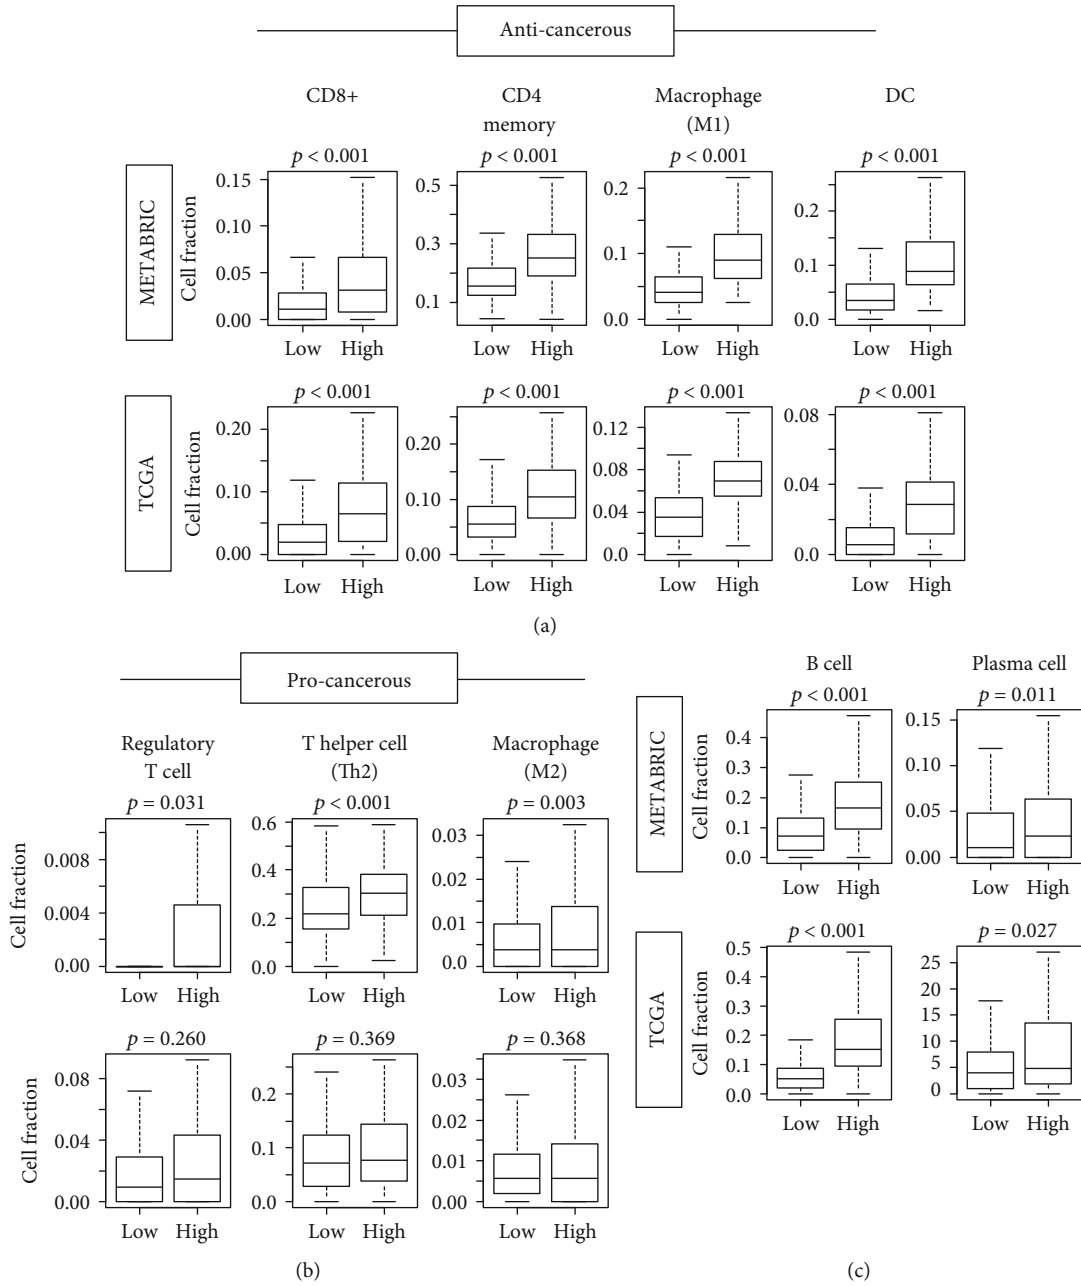 Anti-cancerous
CD8+
CD4
memory
Macrophage
(M1)
DC
METABRIC
Cell fraction
p < 0.001
0.15
0.10
0.05
0.00
Low High
p < 0.001
0.5
0.3
0.1
Low High
p < 0.001
0.2
0.1
0.0
Low High
p < 0.001
0.2
0.1
0.0
Low High
TCGA
Cell fraction
p < 0.001
0.20
0.10
0.00
Low High
p < 0.001
0.20
0.10
0.00
Low High
p < 0.001
0.12
0.08
0.04
0.0
Low High
p < 0.001
0.08
0.04
0.00
Low High
(a)
Pro-cancerous
Regulatory
T cell
p = 0.031
Cell fraction
0.008
0.004
0.00
Low High
T helper cell
(Th2)
p < 0.001
0.6
0.4
0.2
0.0
Low High
Macrophage
(M2)
p = 0.003
0.03
0.02
0.01
0.0
Low High
p = 0.260
Cell fraction
0.08
0.04
0.00
Low High
p = 0.369
0.2
0.1
0.0
Low High
p = 0.368
0.03
0.02
0.01
0.00
Low High
(b)
METABRIC
Cell fraction
B cell
p < 0.001
0.4
0.3
0.2
0.1
0.0
Low High
Plasma cell
p = 0.011
0.15
0.10
0.05
0.00
Low High
TCGA
Cell fraction
p < 0.001
0.5
0.4
0.3
0.2
0.1
0.0
Low High
p = 0.027
25
20
15
10
5
0
Low High
(c)